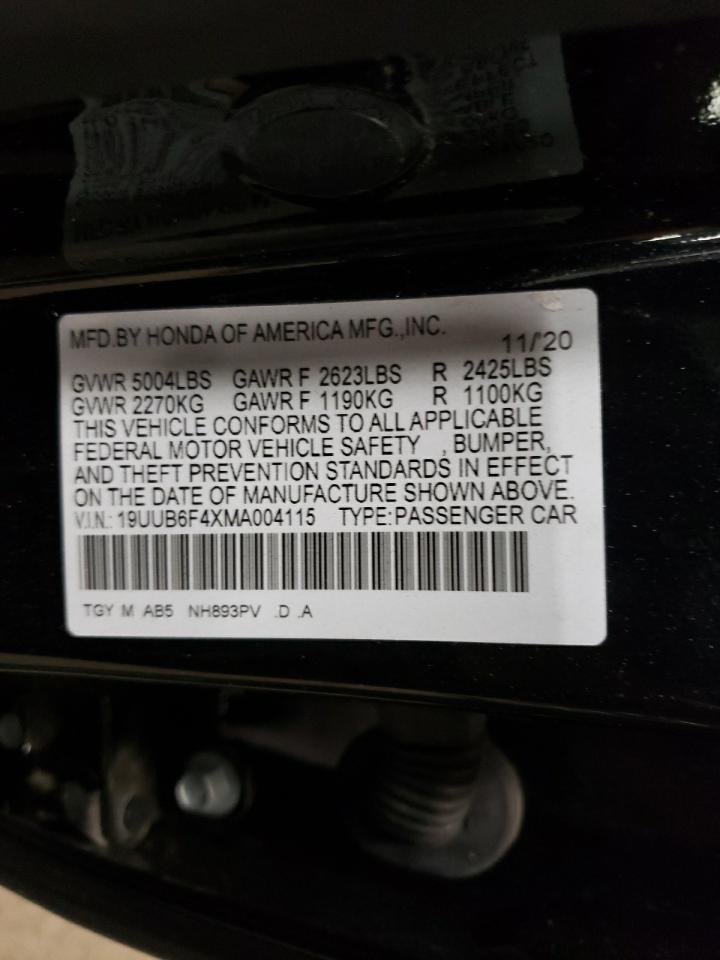 MFD.BY HONDA OF AMERICA MFG.,INC.
11/'20
GVWR 5004LBS GAWR F 2623LBS R 2425LBS
GVWR 2270KG GAWR F 1190KG R 1100KG
THIS VEHICLE CONFORMS TO ALL APPLICABLE
FEDERAL MOTOR VEHICLE SAFETY , BUMPER,
AND THEFT PREVENTION STANDARDS IN EFFECT
ON THE DATE OF MANUFACTURE SHOWN ABOVE.
V.I.N.: 19UUB6F4XMA004115 TYPE:PASSENGER CAR
TGY M AB5 NH893PV .D .A